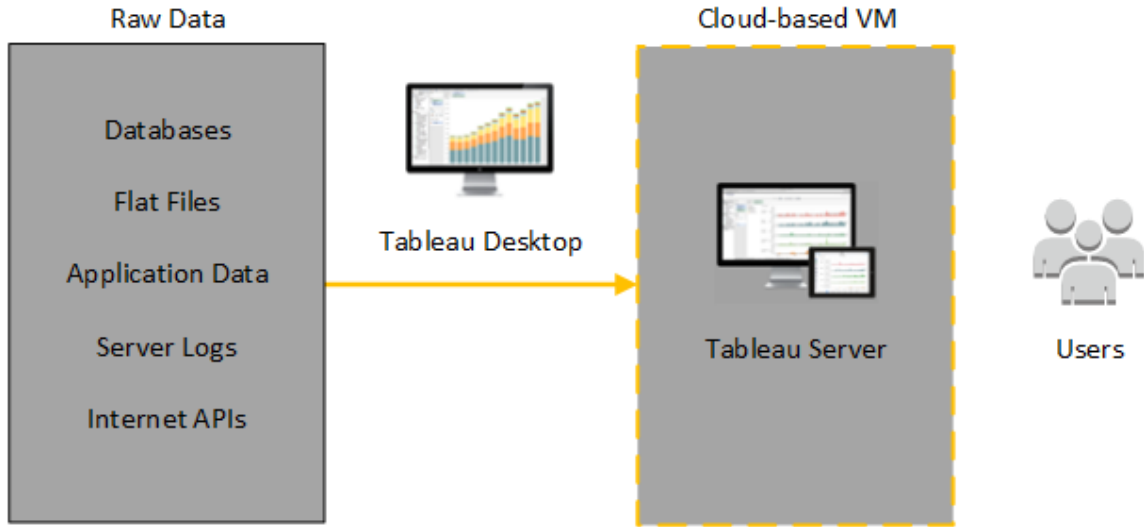 Raw Data
Databases
Flat Files
Application Data
Server Logs
Internet APIs
Tableau Desktop
Cloud-based VM
Tableau Server
Users